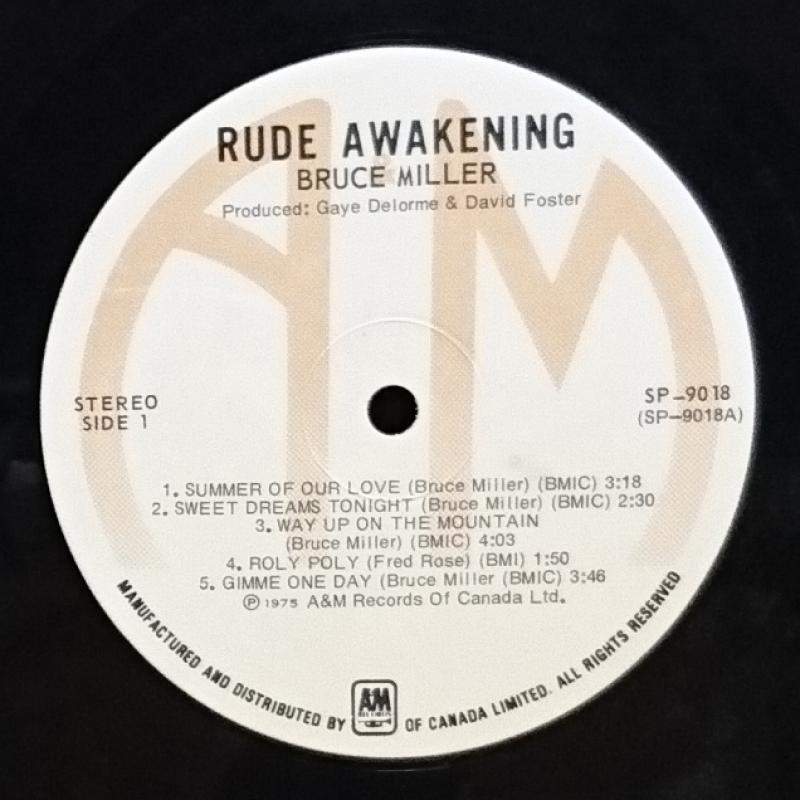 RUDE AWAKENING
BRUCE MILLER
Produced: Gaye Delorme & David Foster
STEREO
SIDE 1
SP-9018
(SP-9018A)
1. SUMMER OF OUR LOVE (Bruce Miller) (BMIC) 3:18
2. SWEET DREAMS TONIGHT (Bruce Miller) (BMIC) 2:30
3. WAY UP ON THE MOUNTAIN
(Bruce Miller) (BMIC) 4:03
4. ROLY POLY (Fred Rose) (BMI) 1:50
5. GIMME ONE DAY (Bruce Miller (BMIC) 3:46
Ⓟ 1975 A&M Records Of Canada Ltd.
MANUFACTURED AND DISTRIBUTED BY A&M RECORDS OF CANADA LIMITED. ALL RIGHTS RESERVED